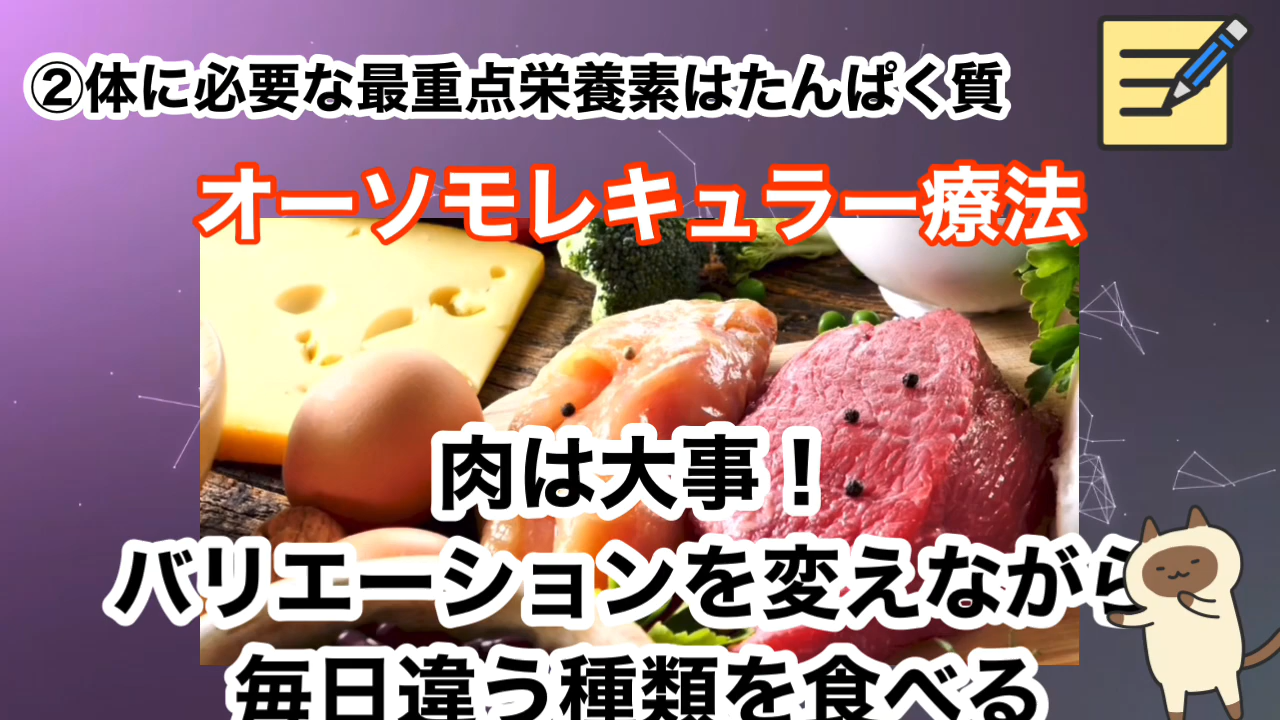 ②体に必要な最重点栄養素はたんぱく質
オーソモレキュラー療法
肉は大事！
バリエーションを変えながら
毎日違う種類を食べる